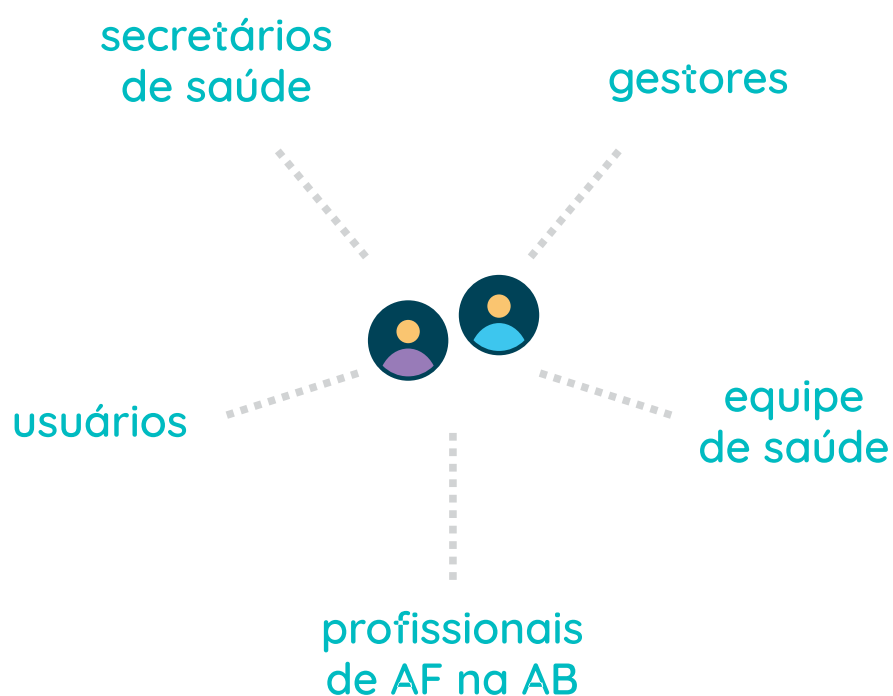 secretários
de saúde
gestores
usuários
equipe
de saúde
profissionais
de AF na AB